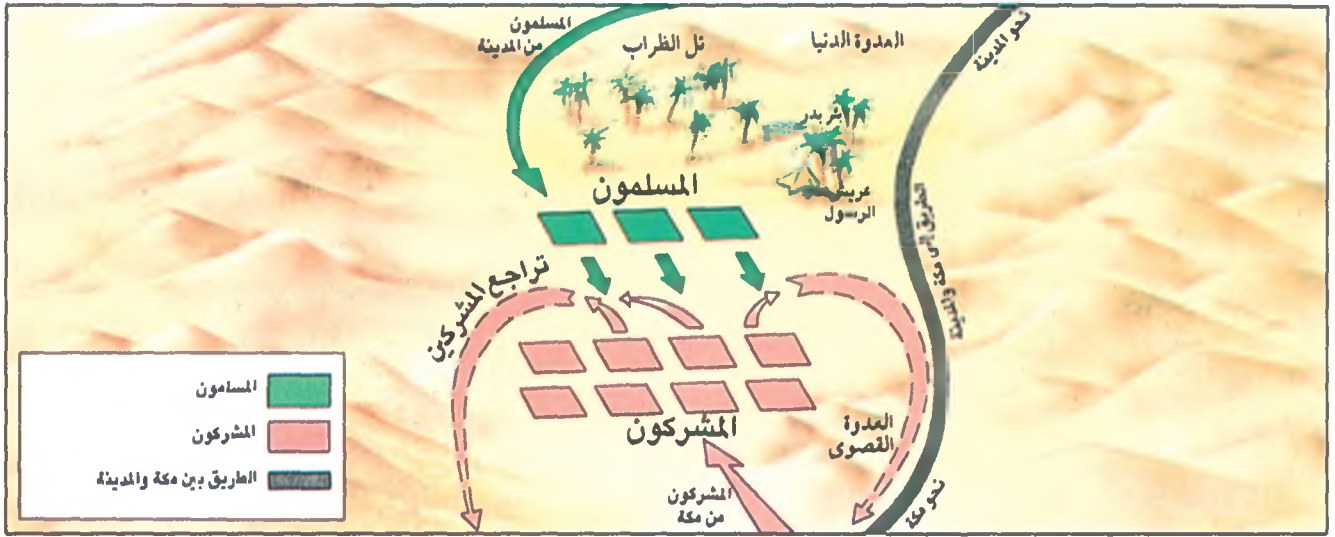 المسلمون
من المدينة
تل الظراب
العدوة الدنيا
نحو المدينة
بئر بدر
عريش
الرسول
المسلمون
الطريق إلى مكة والمدينة
تراجع المشركين
المشركون
العدوة
القصوى
المشركون
من مكة
نحو مكة
المسلمون
المشركون
الطريق بين مكة والمدينة